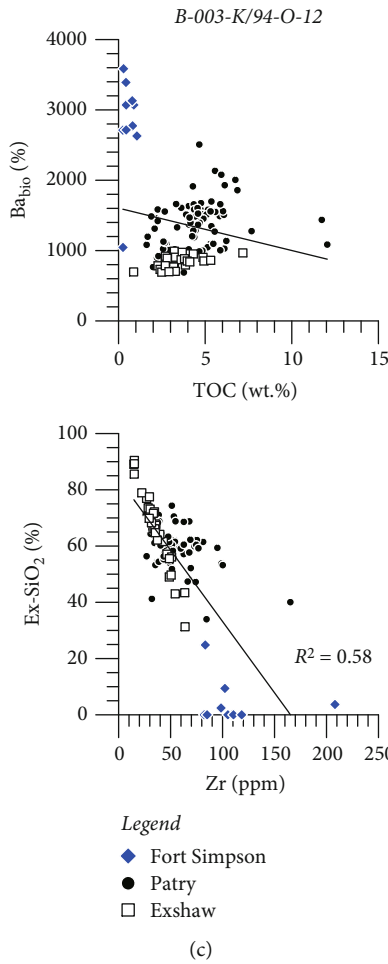 B-003-K/94-O-12
4000
3000
2000
1000
0
Ba_bio (%)
0 5 10 15
TOC (wt.%)
100
80
60
40
20
0
Ex-SiO₂ (%)
R² = 0.58
0 50 100 150 200 250
Zr (ppm)
Legend
Fort Simpson
Patry
Exshaw
(c)